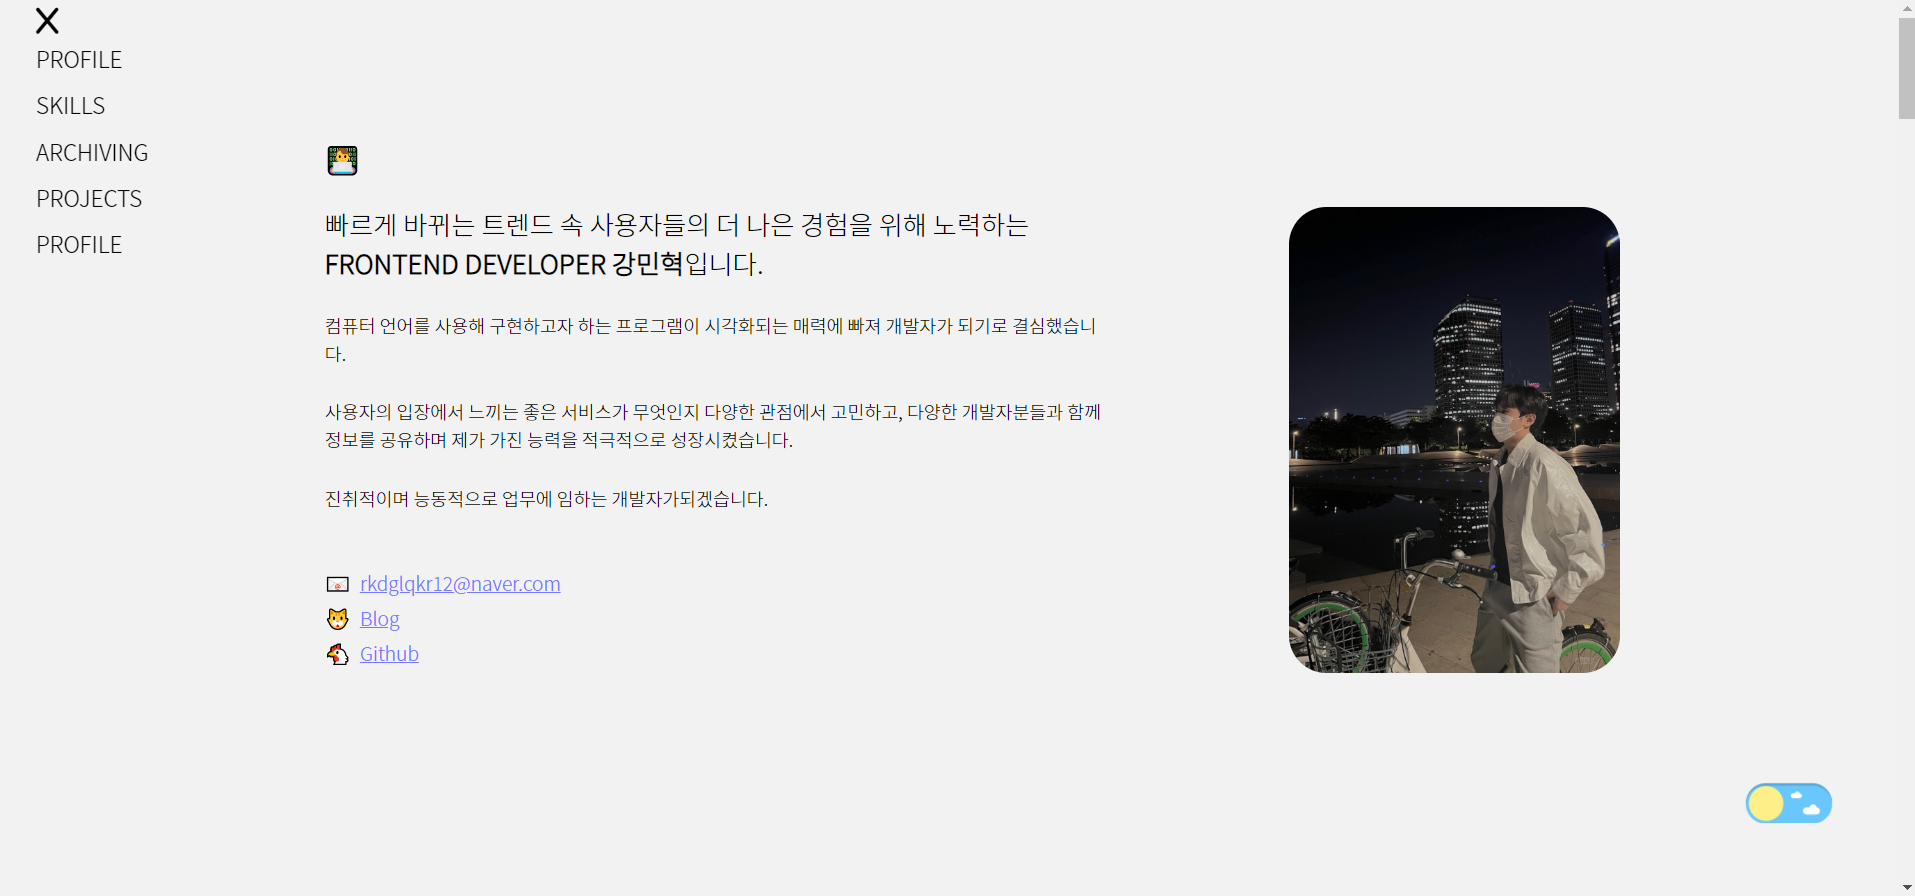 X
PROFILE
SKILLS
ARCHIVING
PROJECTS
PROFILE
빠르게 바뀌는 트렌드 속 사용자들의 더 나은 경험을 위해 노력하는
FRONTEND DEVELOPER 강민혁입니다.
컴퓨터 언어를 사용해 구현하고자 하는 프로그램이 시각화되는 매력에 빠져 개발자가 되기로 결심했습니
다.
사용자의 입장에서 느끼는 좋은 서비스가 무엇인지 다양한 관점에서 고민하고, 다양한 개발자분들과 함께
정보를 공유하며 제가 가진 능력을 적극적으로 성장시켰습니다.
진취적이며 능동적으로 업무에 임하는 개발자가되겠습니다.
rkdglqkr12@naver.com
Blog
Github